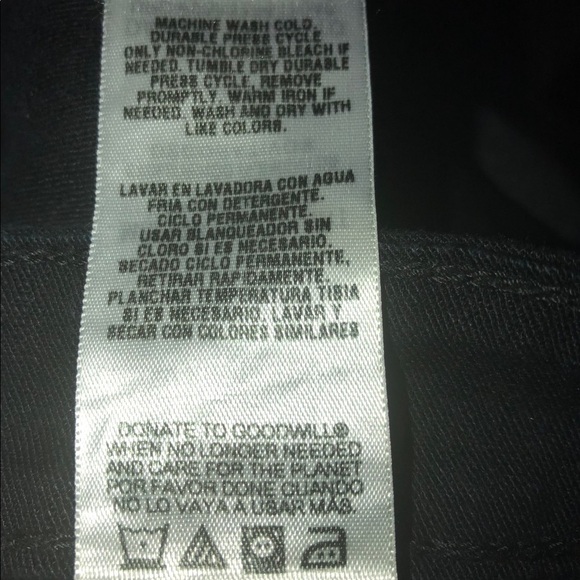 MACHINE WASH COLD.
DURABLE PRESS CYCLE
ONLY NON-CHLORINE BLEACH IF
NEEDED. TUMBLE DRY DURABLE
PRESS CYCLE. REMOVE
PROMPTLY. WARM IRON IF
NEEDED. WASH AND DRY WITH
LIKE COLORS.
LAVAR EN LAVADORA CON AGUA
FRIA CON DETERGENTE.
CICLO PERMANENTE.
USAR BLANQUEADOR SIN
CLORO SI ES NECESARIO.
SECADO CICLO PERMANENTE,
RETIRAR RAPIDAMENTE.
PLANCHAR TEMPERATURA TIBIA
SI ES NECESARIO, LAVAR Y
SECAR CON COLORES SIMILARES
DONATE TO GOODWILL®
WHEN NO LONGER NEEDED
AND CARE FOR THE PLANET
POR FAVOR DONE CUANDO
NO LO VAYA A USAR MÁS.